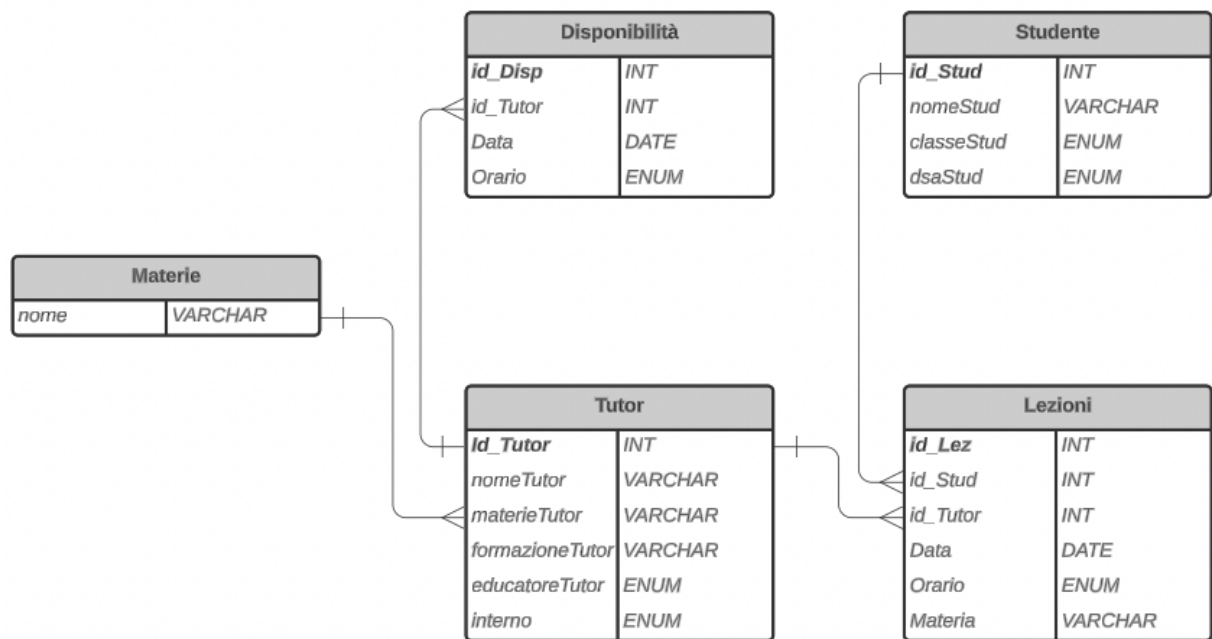 Disponibilità
id_Disp INT
id_Tutor INT
Data DATE
Orario ENUM
Studente
id_Stud INT
nomeStud VARCHAR
classeStud ENUM
dsaStud ENUM
Materie
nome VARCHAR
Tutor
Id_Tutor INT
nomeTutor VARCHAR
materieTutor VARCHAR
formazioneTutor VARCHAR
educatoreTutor ENUM
interno ENUM
Lezioni
id_Lez INT
id_Stud INT
id_Tutor INT
Data DATE
Orario ENUM
Materia VARCHAR